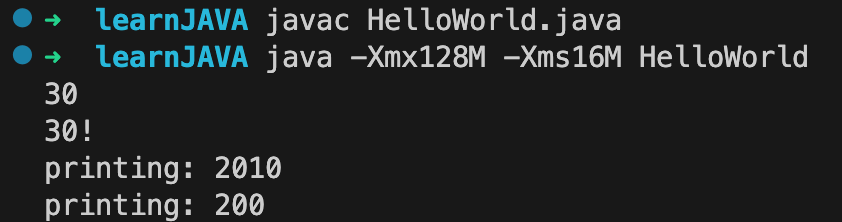 ➜ learnJAVA javac HelloWorld.java
➜ learnJAVA java -Xmx128M -Xms16M HelloWorld
30
30!
printing: 2010
printing: 200